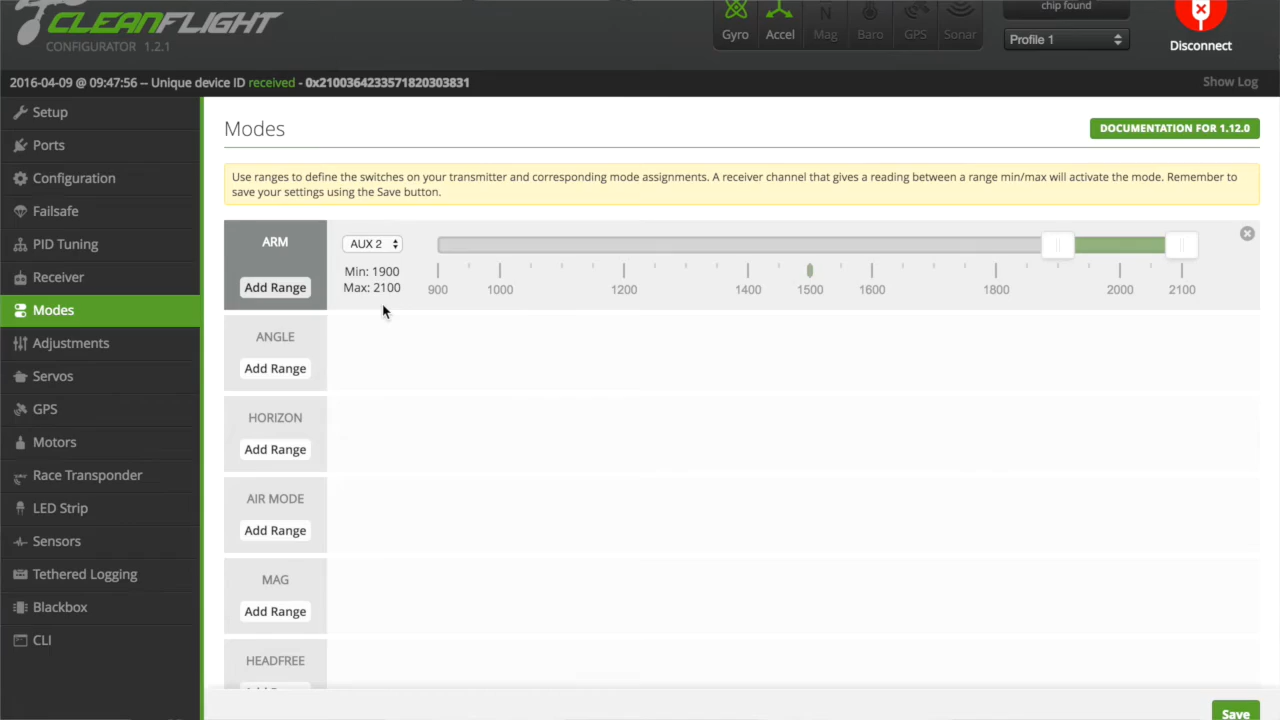 CLEANFLIGHT
CONFIGURATOR 1.2.1
Gyro
Accel
Mag
Baro
GPS
Sonar
chip found
Profile 1
Disconnect
2016-04-09 @ 09:47:56 -- Unique device ID received - 0x2100364233571820303831
Show Log
Setup
Ports
Configuration
Failsafe
PID Tuning
Receiver
Modes
Adjustments
Servos
GPS
Motors
Race Transponder
LED Strip
Sensors
Tethered Logging
Blackbox
CLI
Modes
DOCUMENTATION FOR 1.12.0
Use ranges to define the switches on your transmitter and corresponding mode assignments. A receiver channel that gives a reading between a range min/max will activate the mode. Remember to
save your settings using the Save button.
ARM
Add Range
AUX 2
Min: 1900
Max: 2100
900 1000 1200 1400 1500 1600 1800 2000 2100
ANGLE
Add Range
HORIZON
Add Range
AIR MODE
Add Range
MAG
Add Range
HEADFREE
Save